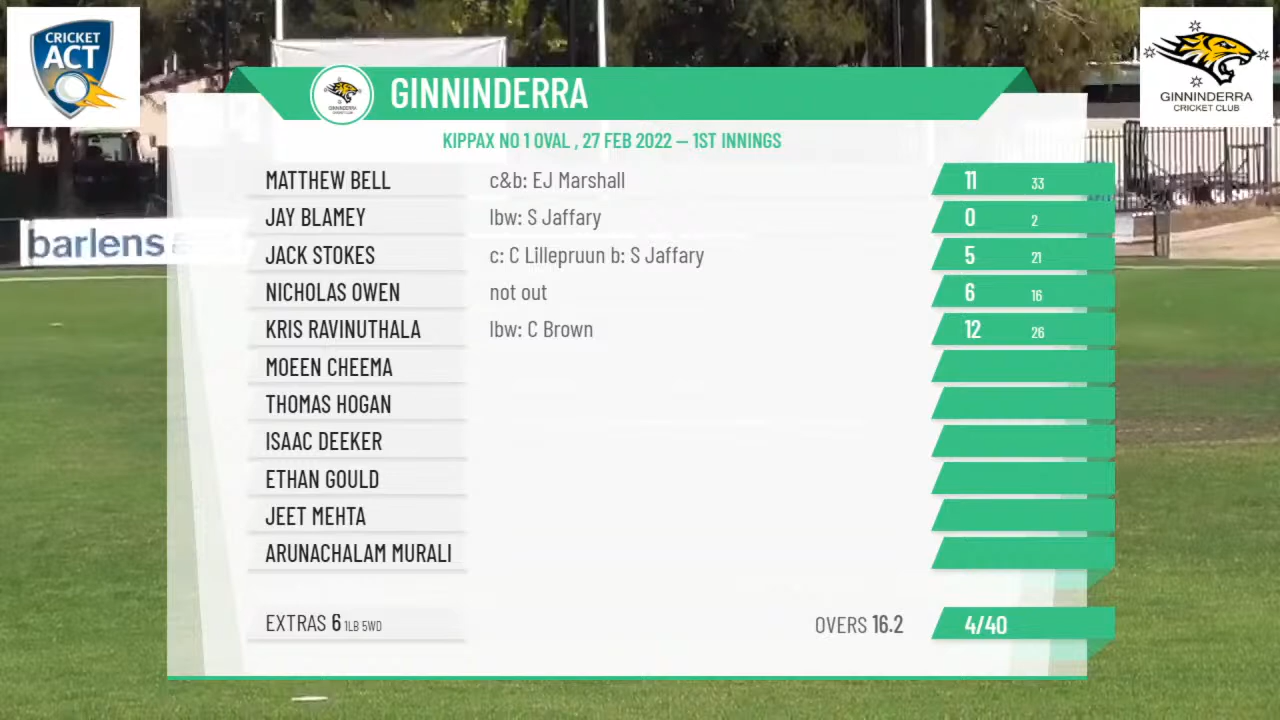 CRICKET
ACT
GINNINDERRA
CRICKET CLUB
GINNINDERRA
KIPPAX NO 1 OVAL , 27 FEB 2022 – 1ST INNINGS
MATTHEW BELL c&b: EJ Marshall 11 33
JAY BLAMEY lbw: S Jaffary 0 2
JACK STOKES c: C Lillepruun b: S Jaffary 5 21
NICHOLAS OWEN not out 6 16
KRIS RAVINUTHALA lbw: C Brown 12 26
MOEEN CHEEMA
THOMAS HOGAN
ISAAC DEEKER
ETHAN GOULD
JEET MEHTA
ARUNACHALAM MURALI
EXTRAS 6 1LB 5WD OVERS 16.2 4/40
barlens